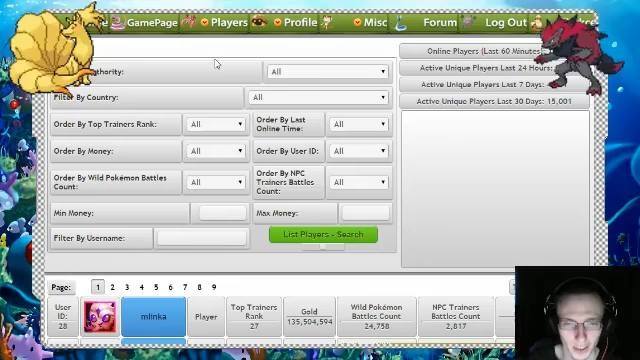 GamePage Players Profile Misc Forum Log Out
Online Players (Last 60 Minutes
Authority: All
Active Unique Players Last 24 Hours:
Filter By Country: All
Active Unique Players Last 7 Days:
Active Unique Players Last 30 Days: 15,001
Order By Top Trainers Rank: All
Order By Last Online Time: All
Order By Money: All
Order By User ID: All
Order By Wild Pokémon Battles Count: All
Order By NPC Trainers Battles Count: All
Min Money:
Max Money:
Filter By Username:
List Players - Search
Page: 1 2 3 4 5 6 7 8 9
User ID: 28
mlinka
Player
Top Trainers Rank 27
Gold 135,504,594
Wild Pokémon Battles Count 24,758
NPC Trainers Battles Count 2,817